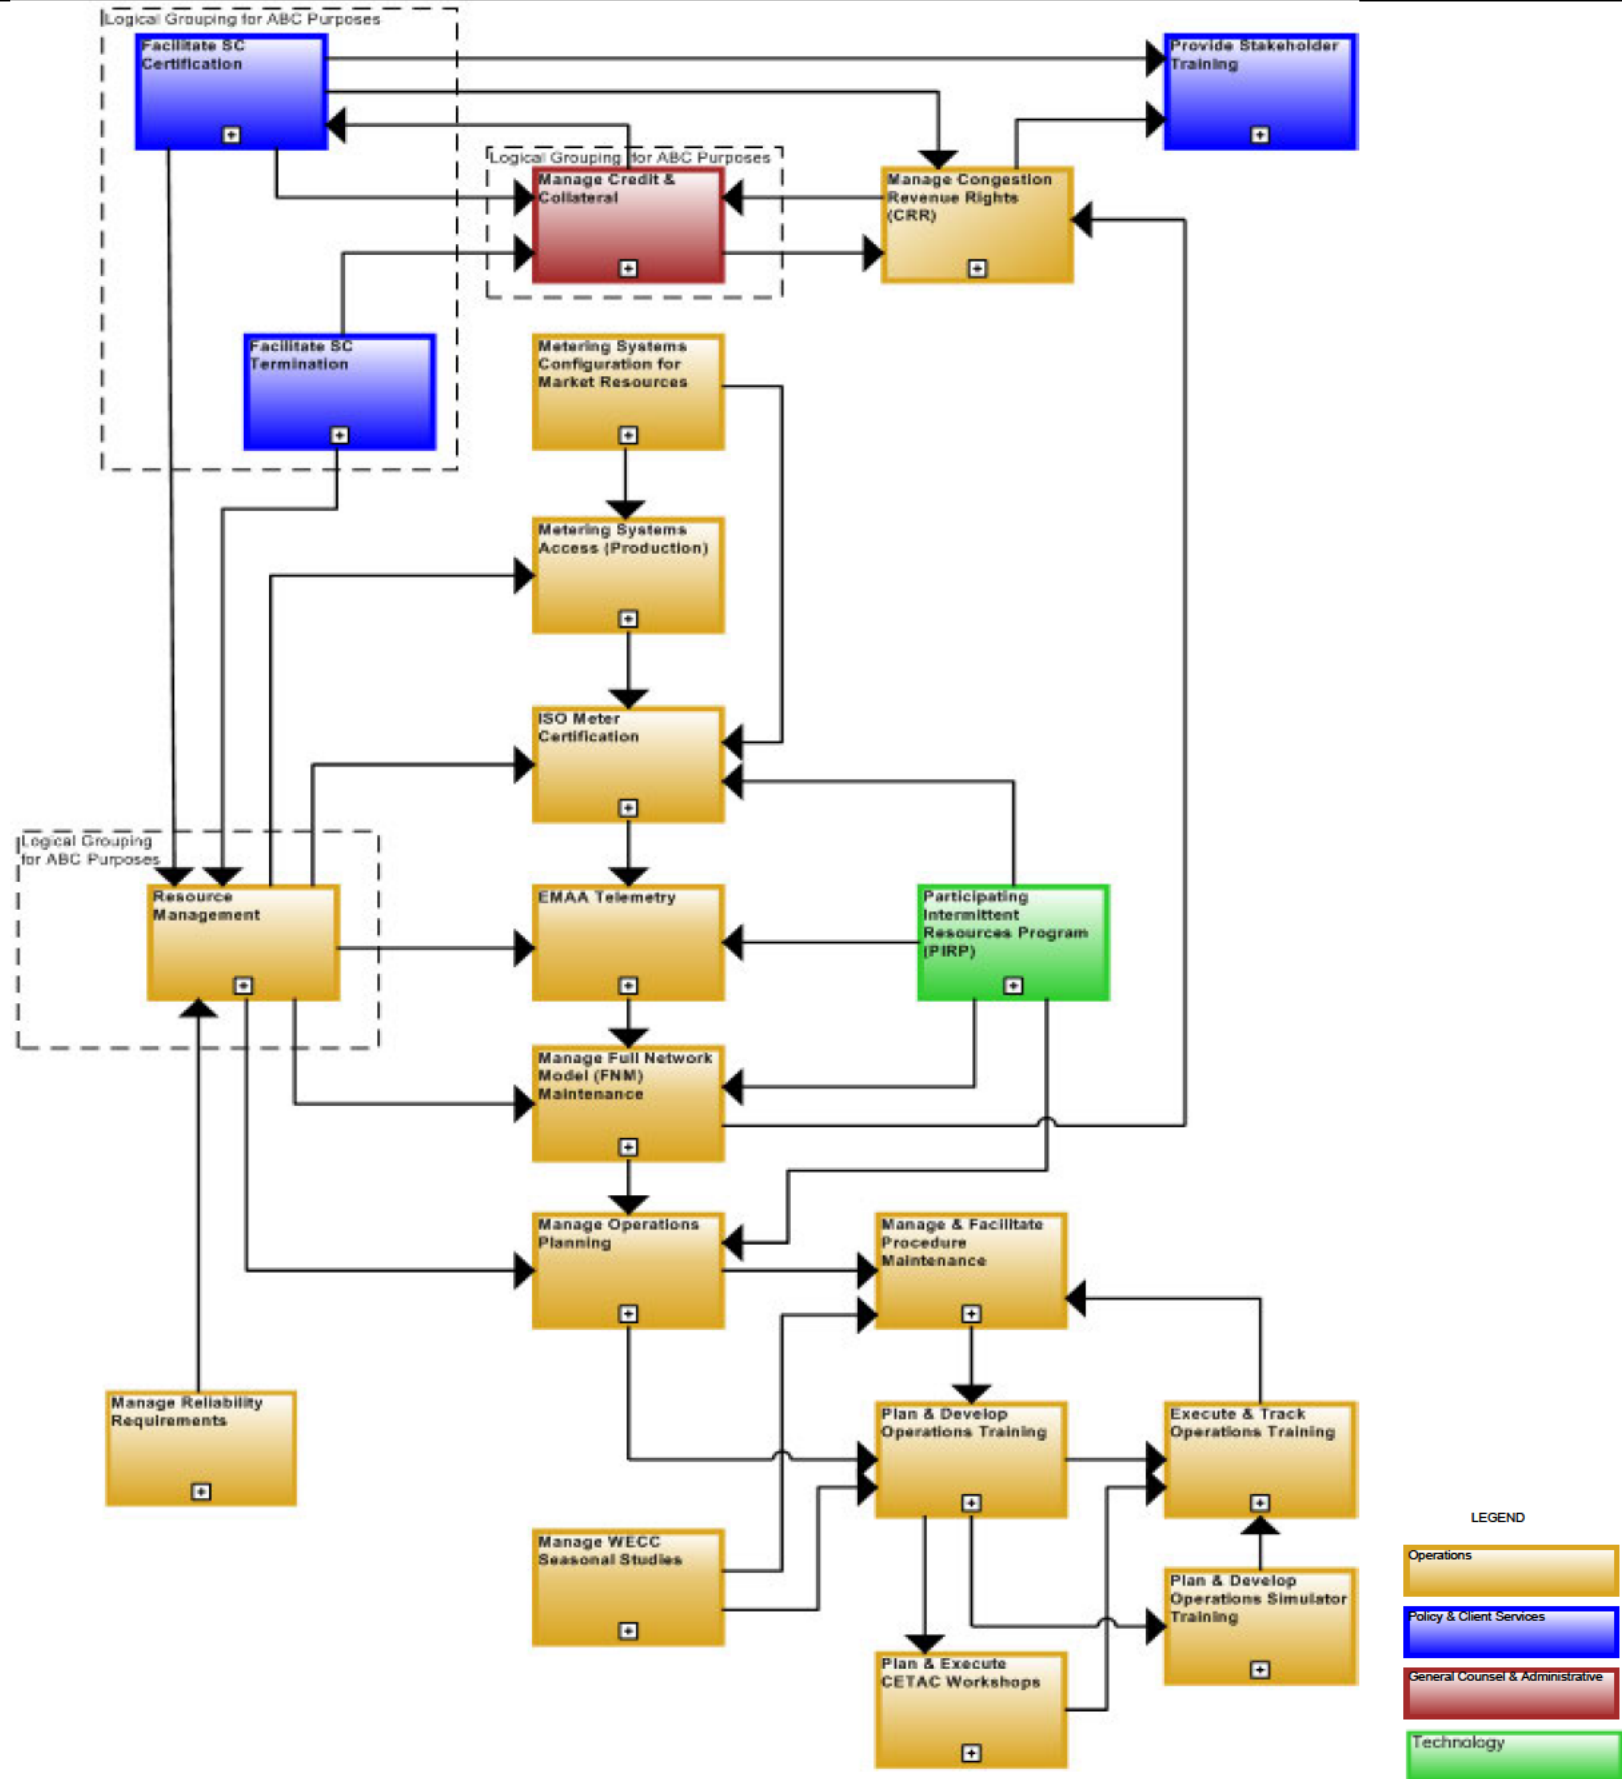 Logical Grouping for ABC Purposes
Facilitate SC
Certification
Provide Stakeholder
Training
Logical Grouping for ABC Purposes
Manage Credit &
Collateral
Manage Congestion
Revenue Rights
(CRR)
Facilitate SC
Termination
Metering Systems
Configuration for
Market Resources
Metering Systems
Access (Production)
ISO Meter
Certification
Logical Grouping
for ABC Purposes
Resource
Management
EMAA Telemetry
Participating
Intermittent
Resources Program
(PIRP)
Manage Full Network
Model (FNM)
Maintenance
Manage Operations
Planning
Manage & Facilitate
Procedure
Maintenance
Manage Reliability
Requirements
Plan & Develop
Operations Training
Execute & Track
Operations Training
Manage WECC
Seasonal Studies
Plan & Develop
Operations Simulator
Training
Plan & Execute
CETAC Workshops
LEGEND
Operations
Policy & Client Services
General Counsel & Administrative
Technology